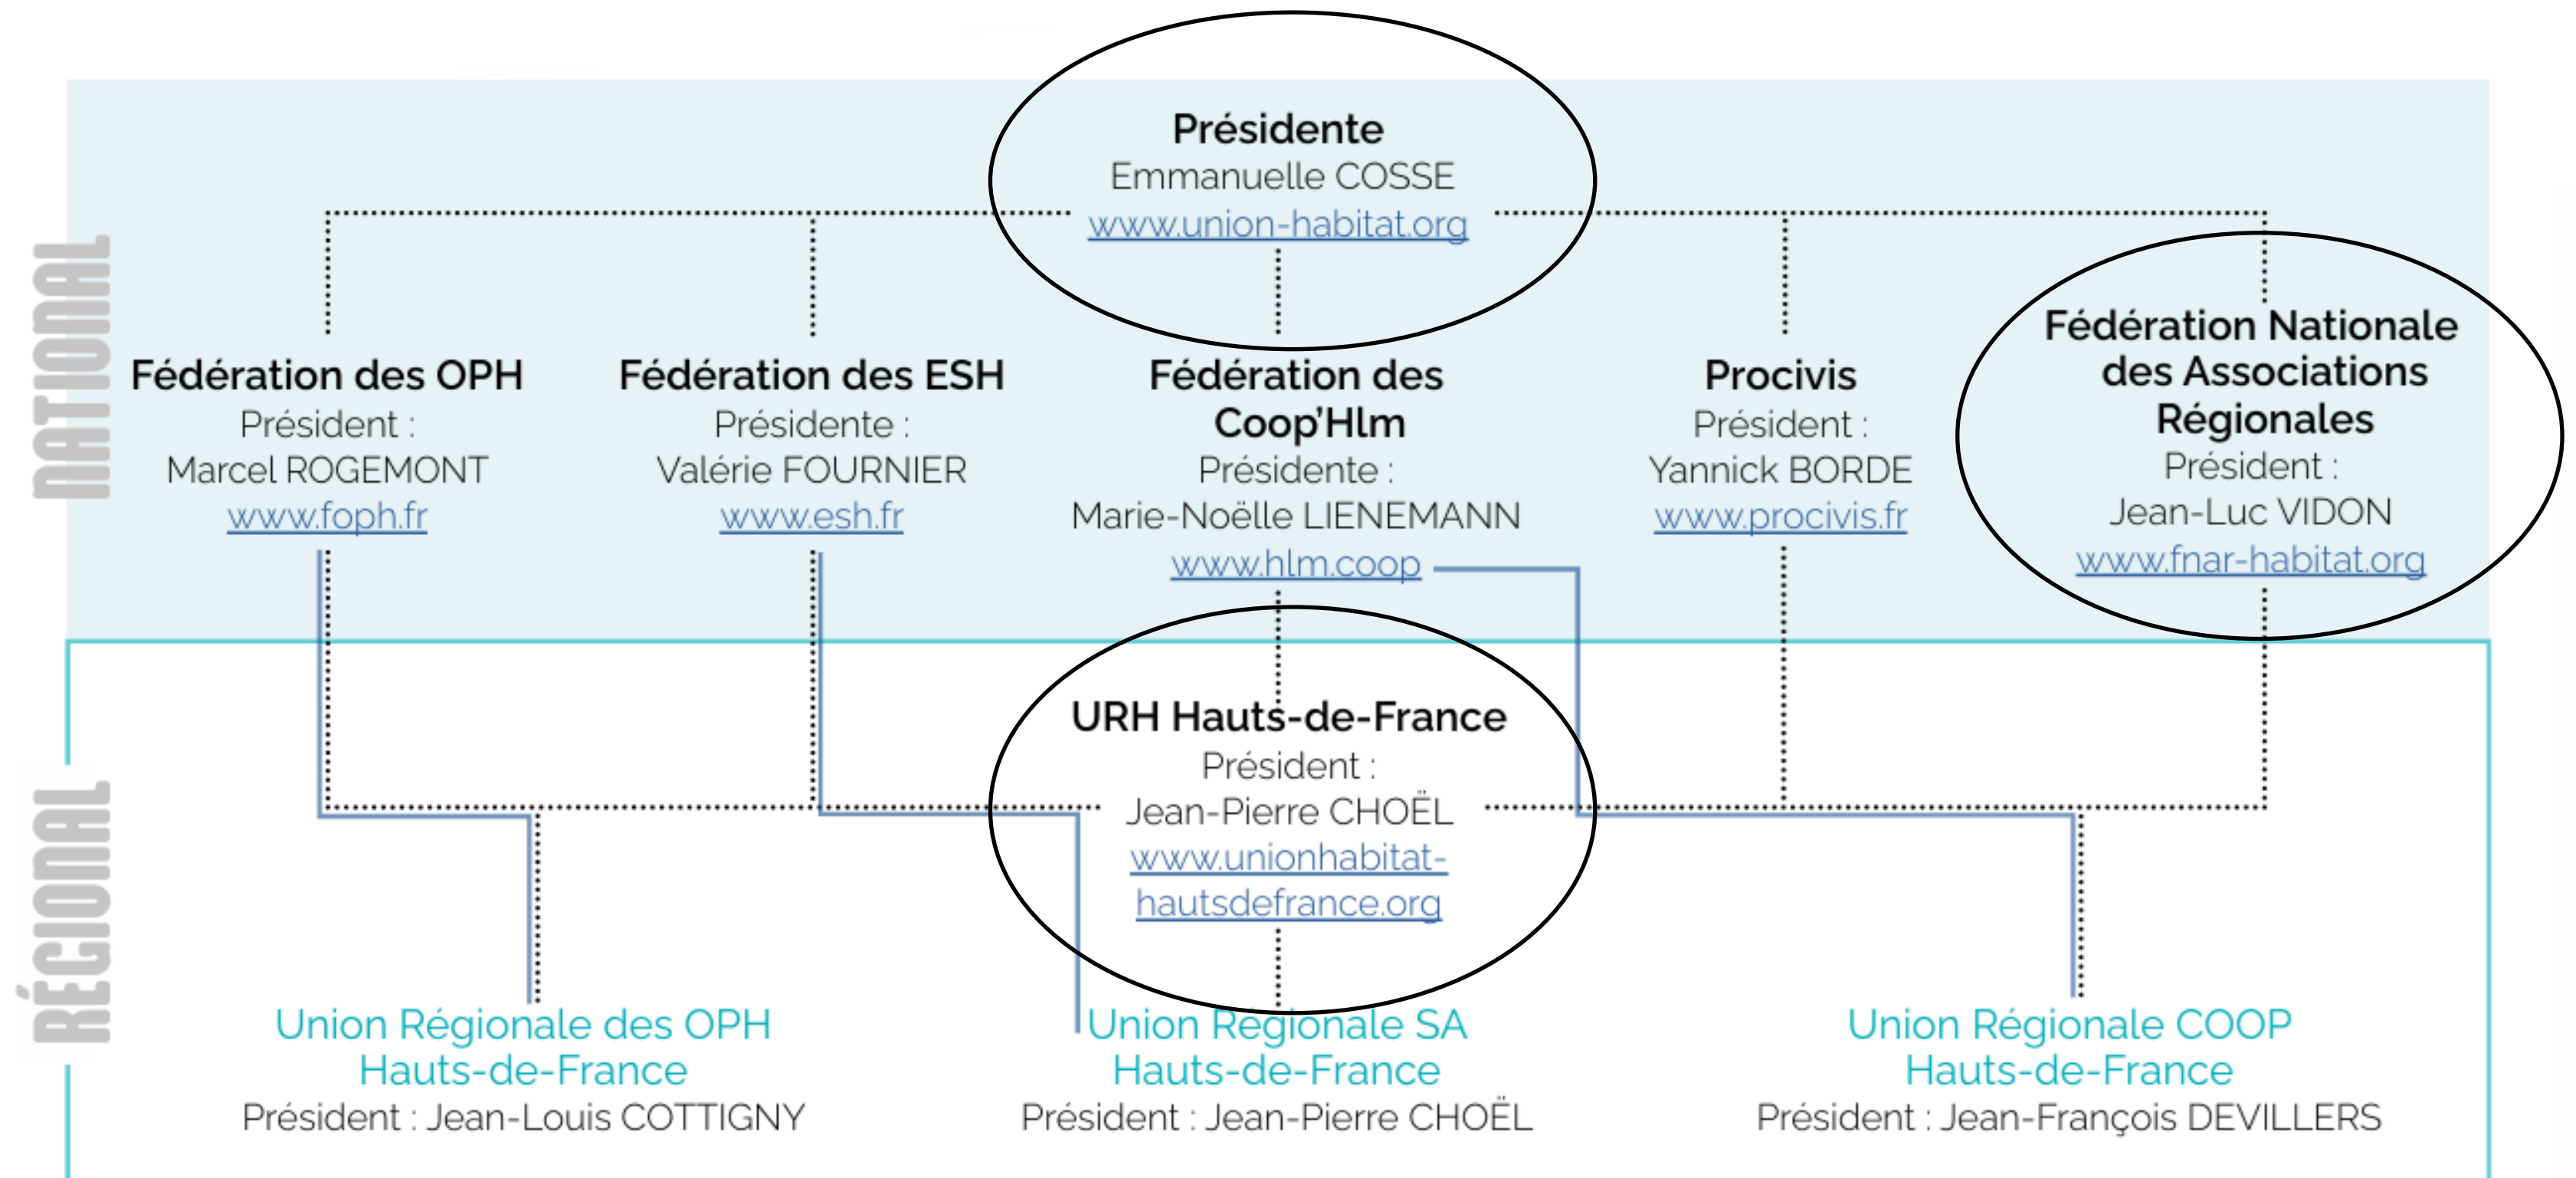 NATIONAL
Présidente
Emmanuelle COSSE
www.union-habitat.org
Fédération des OPH
Président :
Marcel ROGEMONT
www.foph.fr
Fédération des ESH
Présidente :
Valérie FOURNIER
www.esh.fr
Fédération des
Coop'Hlm
Présidente :
Marie-Noëlle LIENEMANN
www.hlm.coop
Procivis
Président :
Yannick BORDE
www.procivis.fr
Fédération Nationale
des Associations
Régionales
Président :
Jean-Luc VIDON
www.fnar-habitat.org
RÉGIONAL
URH Hauts-de-France
Président :
Jean-Pierre CHOËL
www.unionhabitat-
hautsdefrance.org
Union Régionale des OPH
Hauts-de-France
Président : Jean-Louis COTTIGNY
Union Régionale SA
Hauts-de-France
Président : Jean-Pierre CHOËL
Union Régionale COOP
Hauts-de-France
Président : Jean-François DEVILLERS